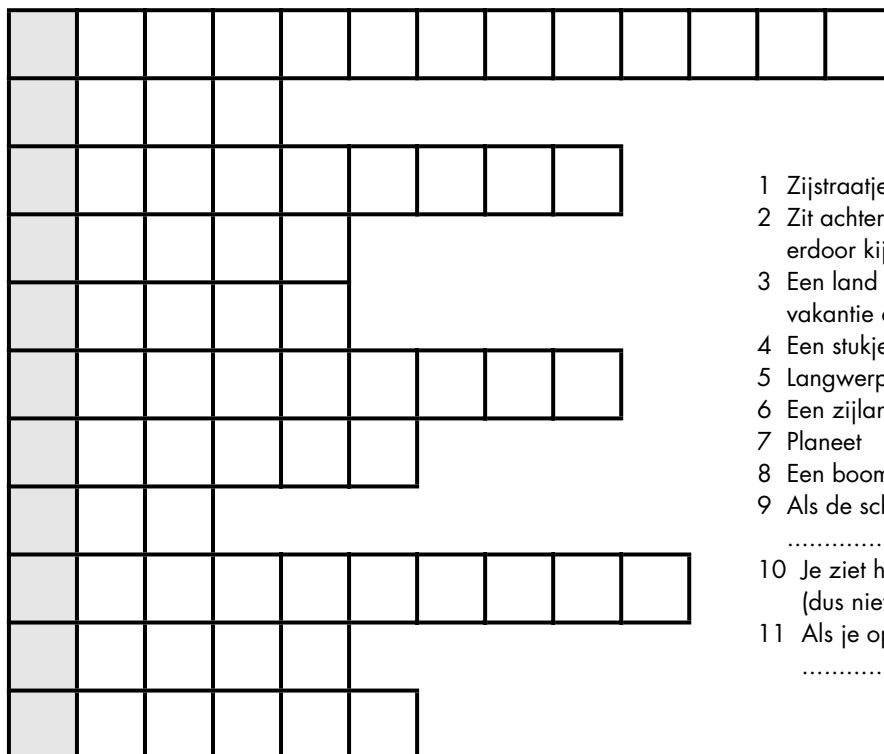 1 Zijstraatje
2 Zit achter
erdoor kij
3 Een land
vakantie
4 Een stukje
5 Langwerp
6 Een zijlan
7 Planeet
8 Een boom
9 Als de sch
.............
10 Je ziet h
(dus niet
11 Als je op
...........